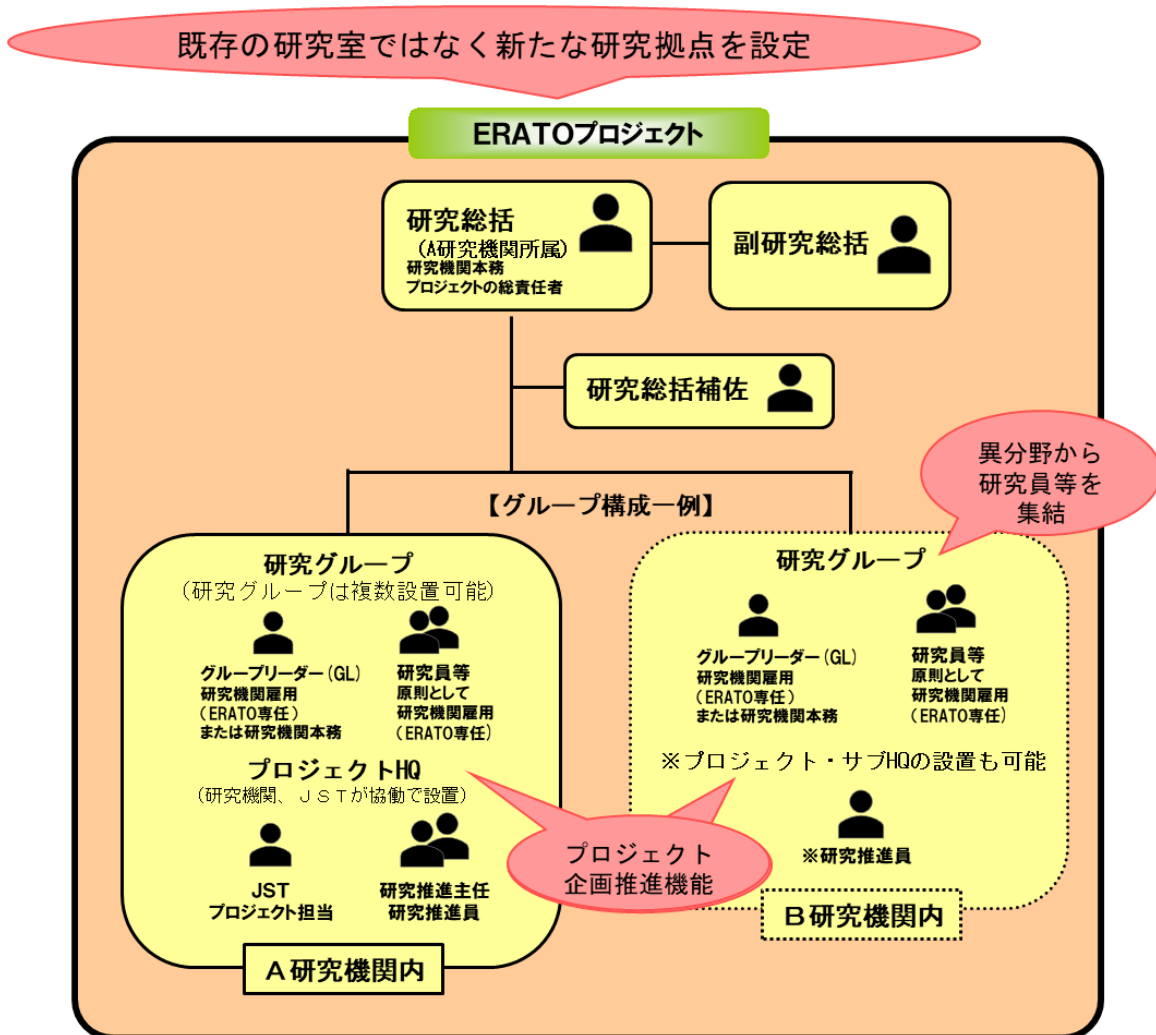 既存の研究室ではなく新たな研究拠点を設定
ERATOプロジェクト
研究総括
(A研究機関所属)
研究機関本務
プロジェクトの総責任者
副研究総括
研究総括補佐
異分野から
研究員等を
集結
【グループ構成一例】
研究グループ
(研究グループは複数設置可能)
グループリーダー(GL)
研究機関雇用
(ERATO専任)
または研究機関本務
研究員等
原則として
研究機関雇用
(ERATO専任)
プロジェクトHQ
(研究機関、JSTが協働で設置)
JST
プロジェクト担当
研究推進主任
研究推進員
A研究機関内
プロジェクト
企画推進機能
研究グループ
グループリーダー(GL)
研究機関雇用
(ERATO専任)
または研究機関本務
研究員等
原則として
研究機関雇用
(ERATO専任)
※プロジェクト・サブHQの設置も可能
※研究推進員
B研究機関内